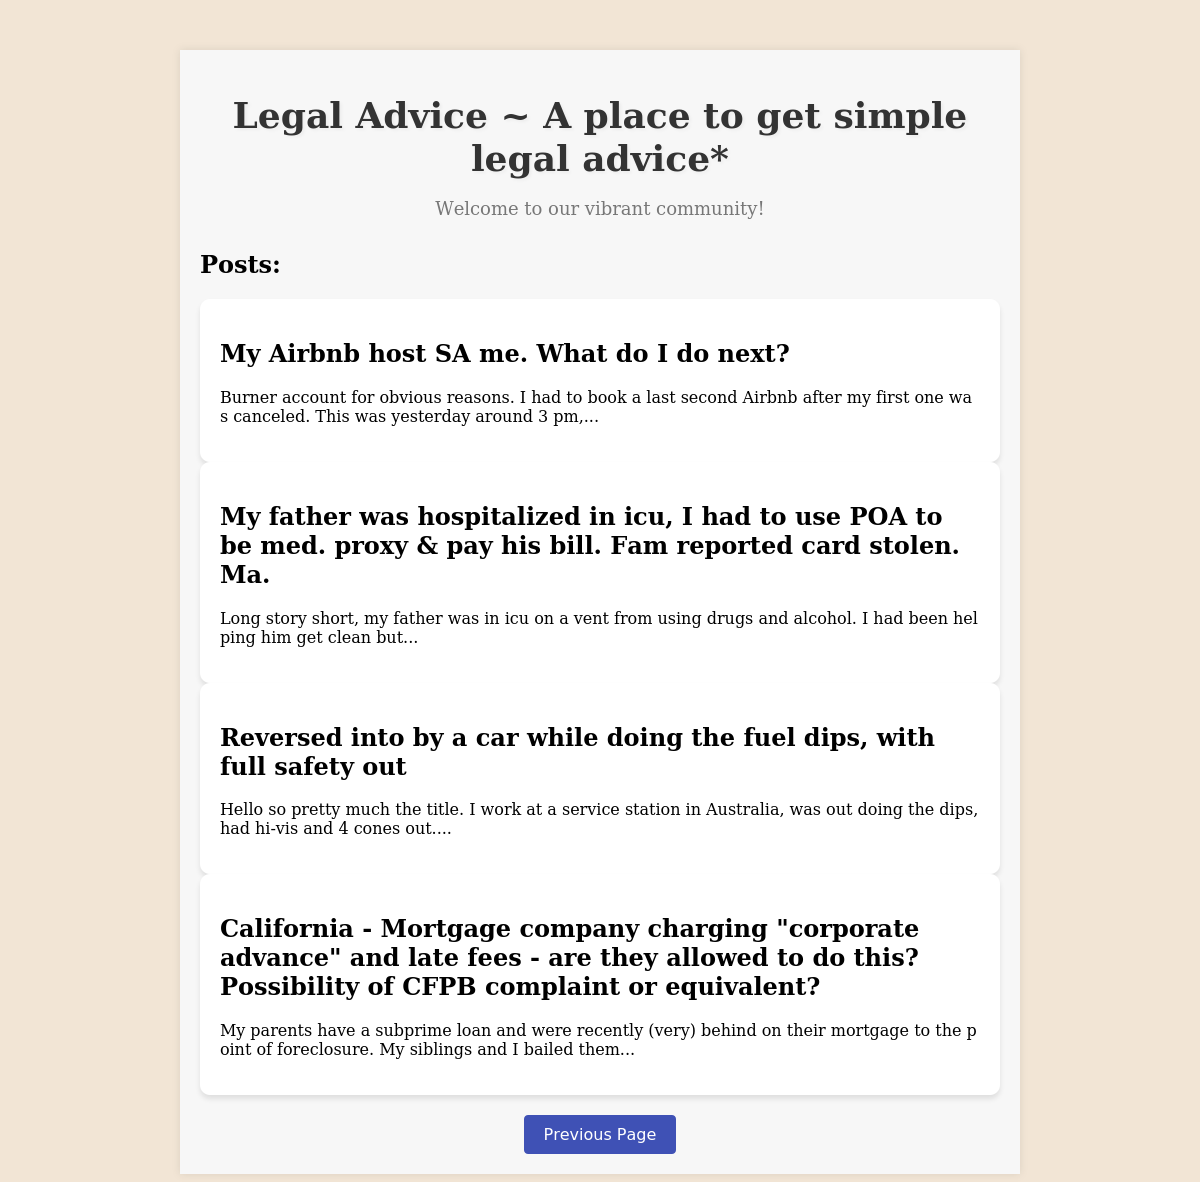 Legal Advice ~ A place to get simple
legal advice*
Welcome to our vibrant community!
Posts:
My Airbnb host SA me. What do I do next?
Burner account for obvious reasons. I had to book a last second Airbnb after my first one wa
s canceled. This was yesterday around 3 pm,...
My father was hospitalized in icu, I had to use POA to
be med. proxy & pay his bill. Fam reported card stolen.
Ma.
Long story short, my father was in icu on a vent from using drugs and alcohol. I had been hel
ping him get clean but...
Reversed into by a car while doing the fuel dips, with
full safety out
Hello so pretty much the title. I work at a service station in Australia, was out doing the dips,
had hi-vis and 4 cones out....
California - Mortgage company charging "corporate
advance" and late fees - are they allowed to do this?
Possibility of CFPB complaint or equivalent?
My parents have a subprime loan and were recently (very) behind on their mortgage to the p
oint of foreclosure. My siblings and I bailed them...
Previous Page